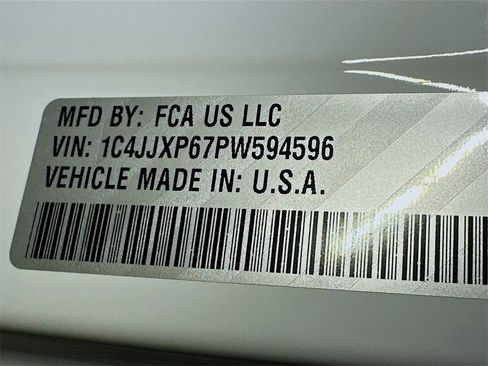 MFD BY: FCA US LLC
VIN: 1C4JJXP67PW594596
VEHICLE MADE IN: U.S.A.